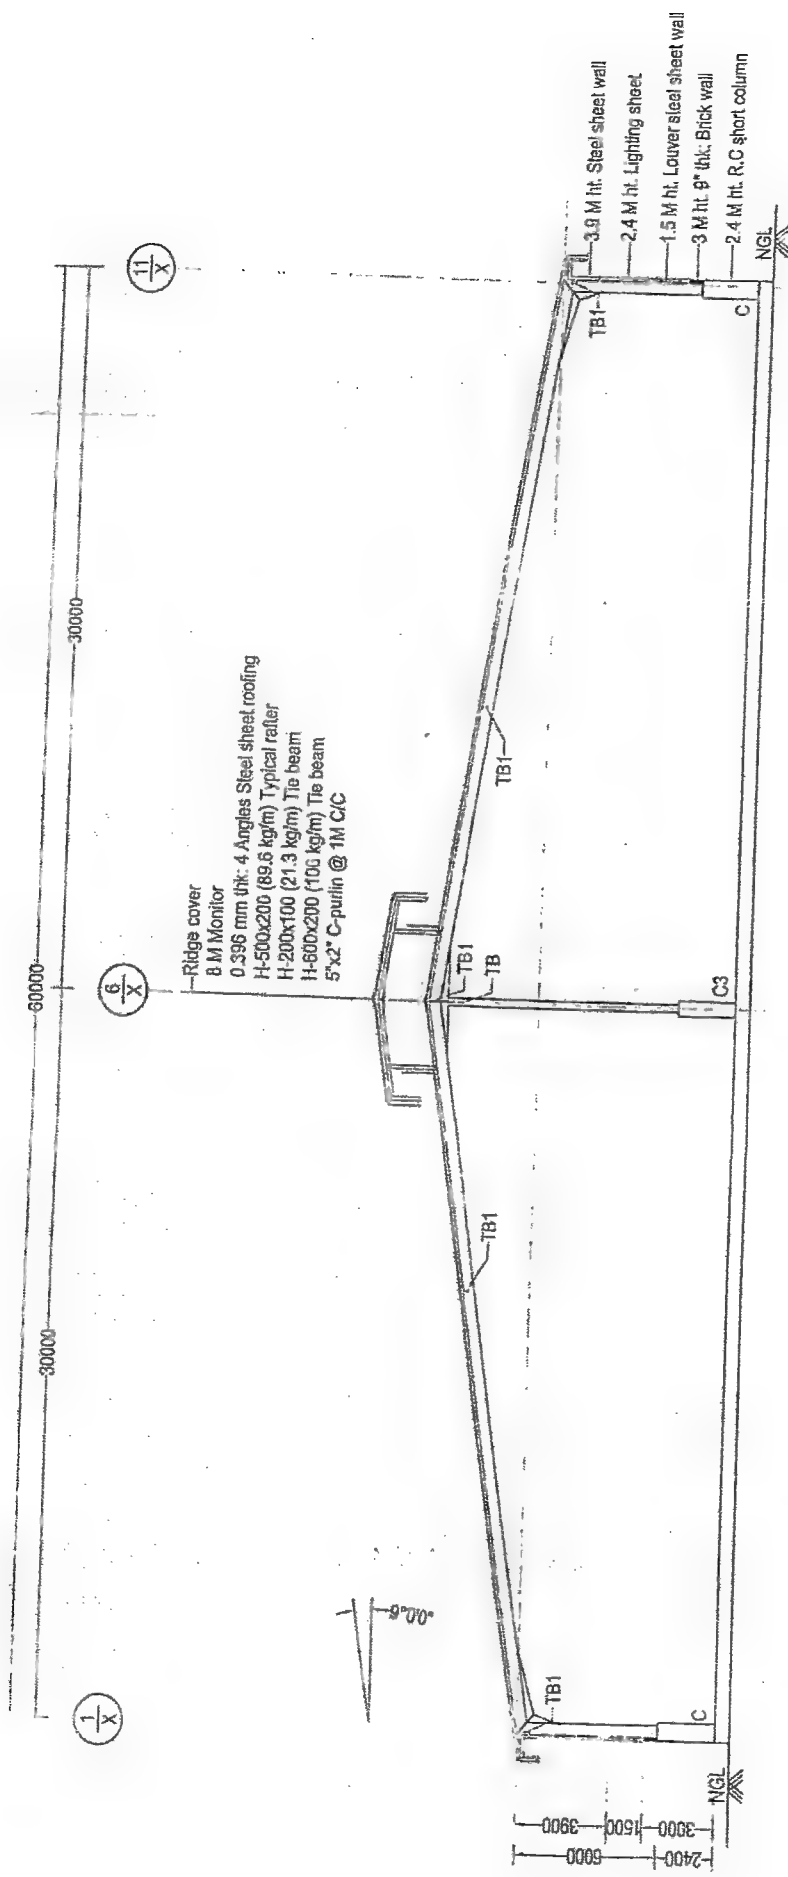 60000
30000
30000
1
X
6
X
11
X
Ridge cover
8 M Monitor
0.396 mm thk: 4 Angles Steel sheet roofing
H-500x200 (89.6 kg/m) Typical rafter
H-200x100 (21.3 kg/m) Tie beam
H-600x200 (106 kg/m) Tie beam
5"x2" C-purlin @ 1M C/C
3.9 M ht. Steel sheet wall
2.4 M ht. Lighting sheet
1.5 M ht. Louver steel sheet wall
3 M ht. 9" thk: Brick wall
2.4 M ht. R.C short column
TB1
TB1
TB1
TB
TB1
TB1
C
C3
C
NGL
NGL
3900
1500
3000
6000
2400